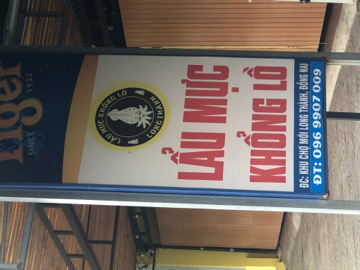 Tiger
SINCE 1932
LẨU MỰC KHỔNG LỒ
LONG THÀNH
LẨU MỰC
KHỔNG LỒ
ĐC: KHU CHỢ MỚI LONG THÀNH, ĐỒNG NAI
ĐT: 096 9907 009